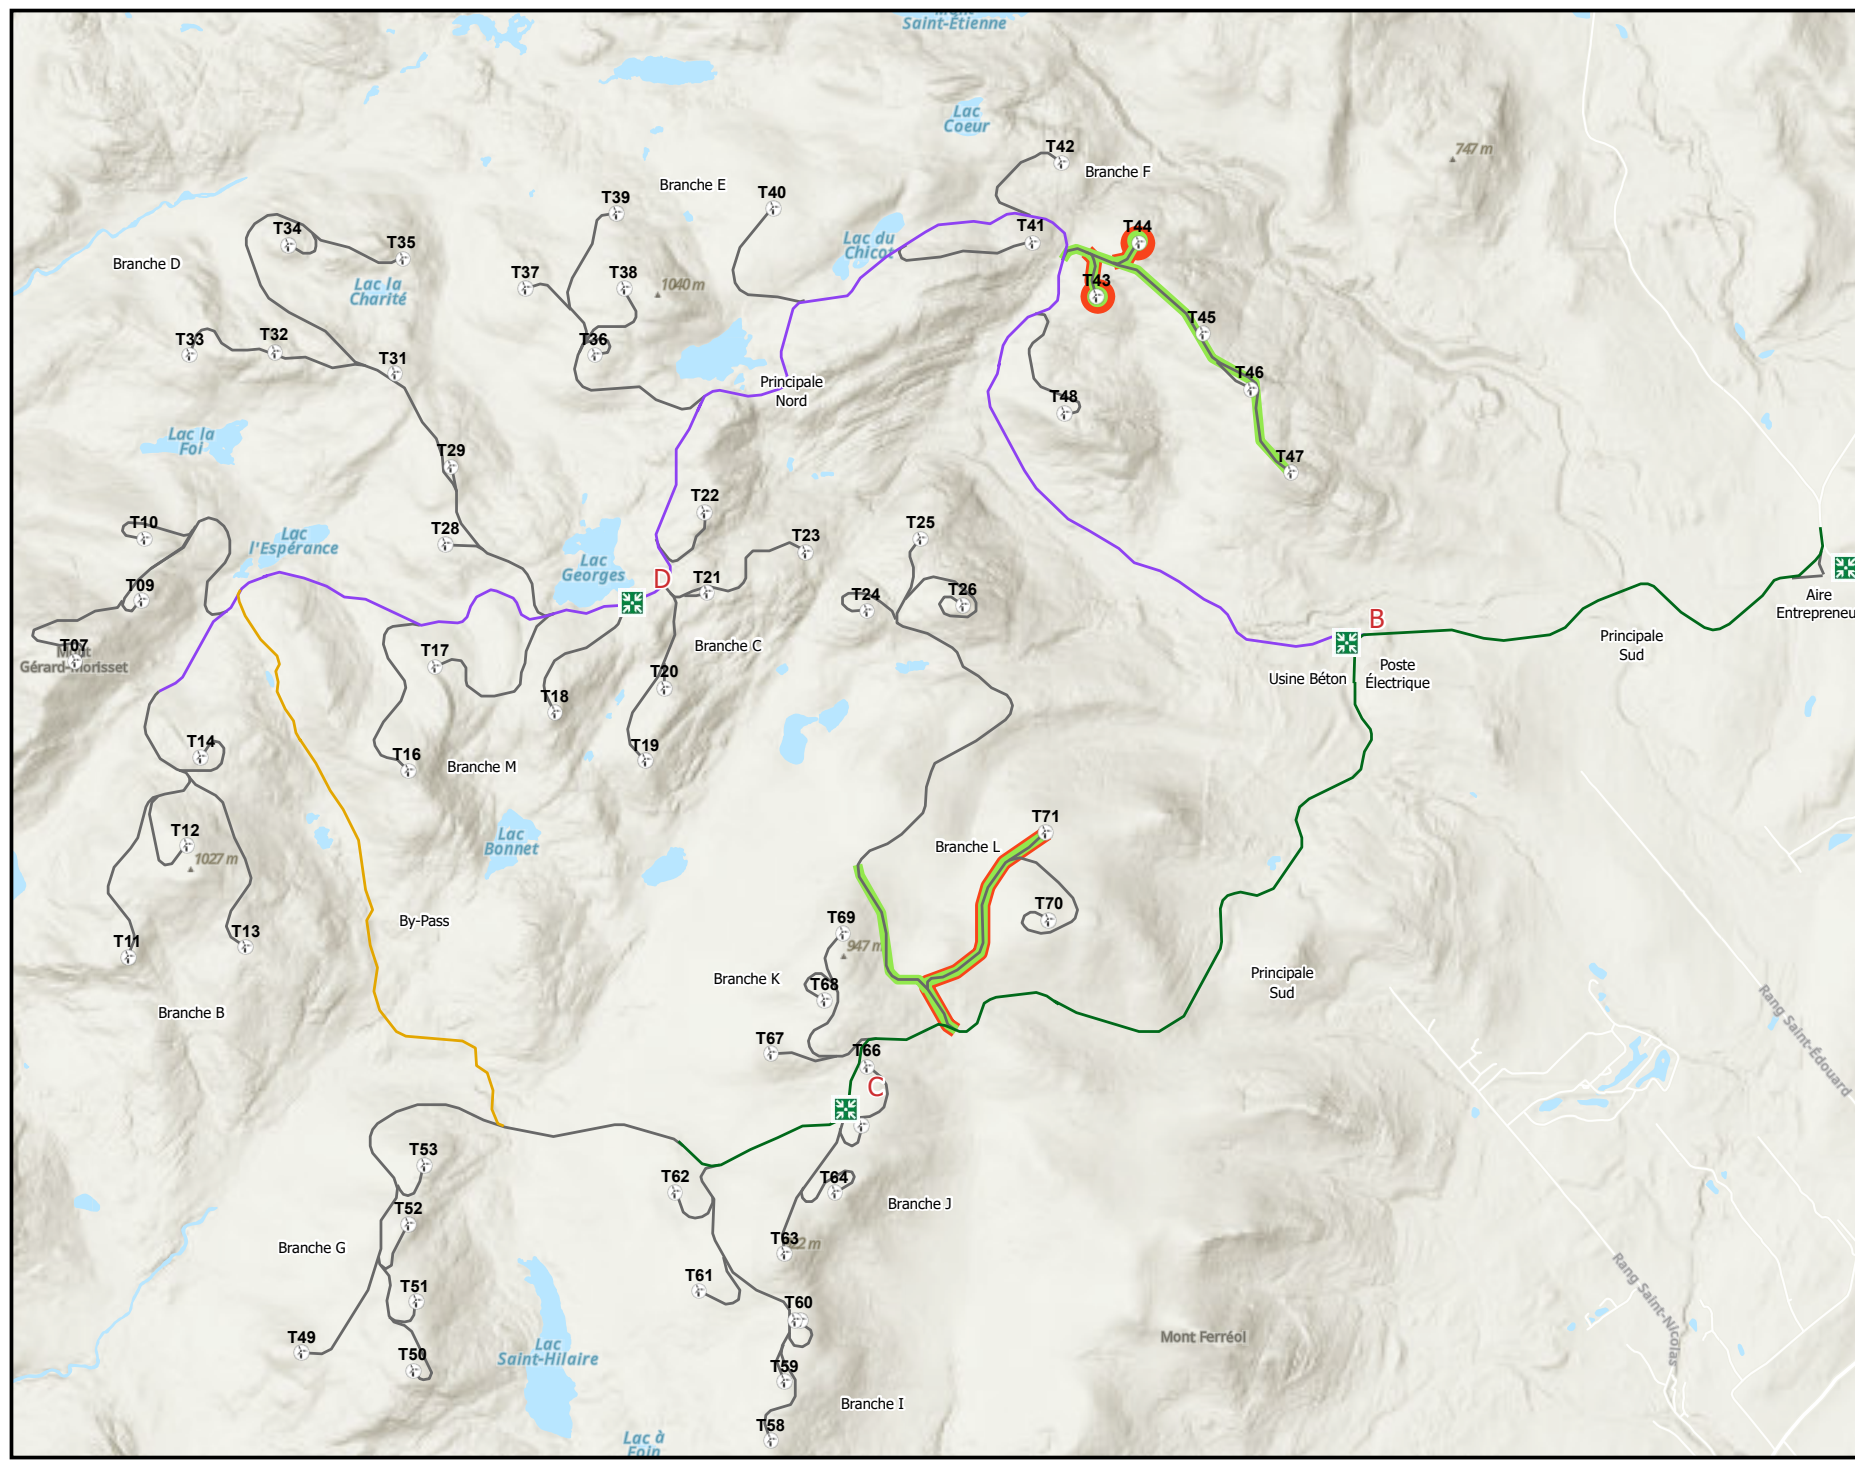 Mont
Saint-Étienne
Lac
Coeur
T42
747 m
Branche F
Branche E
T40
T39
T34
T41
T44
T35
Lac du
Chicot
Branche D
T37
T38
1040 m
T43
Lac la
Charité
T45
T33
T32
T36
T31
T46
Principale
Nord
T48
Lac la
Foi
T29
T47
T22
T10
T25
T28
T23
Lac
l'Espérance
Lac
Georges
D
T21
T09
T24
T26
Aire
Entrepreneu
B
Principale
Sud
T07
Mont
Gérard-Morisset
T17
Branche C
Poste
Électrique
Usine Béton
T20
T18
T14
T19
T16
Branche M
T71
T12
1027 m
Lac
Bonnet
Branche L
T70
By-Pass
T69
T13
T11
947 m
Branche K
T68
Principale
Sud
Rang Saint-Édouard
Branche B
T67
T66
C
T53
T62
T64
Branche J
T52
T63
2 m
Branche G
T51
T61
T60
Rang Saint-Nicolas
T49
Mont Ferréol
Lac
Saint-Hilaire
T50
T59
Branche I
T58
Lac à
Foin